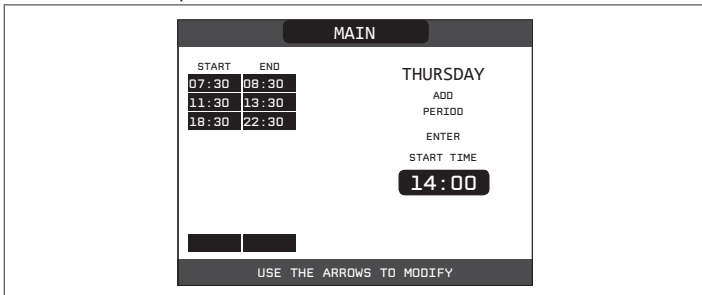 MAIN
START END
07:30 08:30
11:30 13:30
18:30 22:30
THURSDAY
ADD
PERIOD
ENTER
START TIME
14:00
USE THE ARROWS TO MODIFY